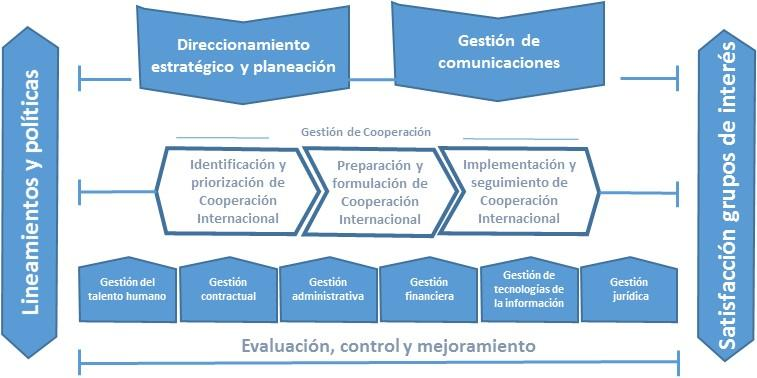 Lineamientos y políticas
Direccionamiento
estratégico y planeación
Gestión de
comunicaciones
Gestión de Cooperación
Identificación y
priorización de
Cooperación
Internacional
Preparación y
formulación de
Cooperación
Internacional
Implementación y
seguimiento de
Cooperación
Internacional
Gestión del
talento humano
Gestión
contractual
Gestión
administrativa
Gestión
financiera
Gestión de
tecnologías de
la información
Gestión
jurídica
Evaluación, control y mejoramiento
Satisfacción grupos de interés